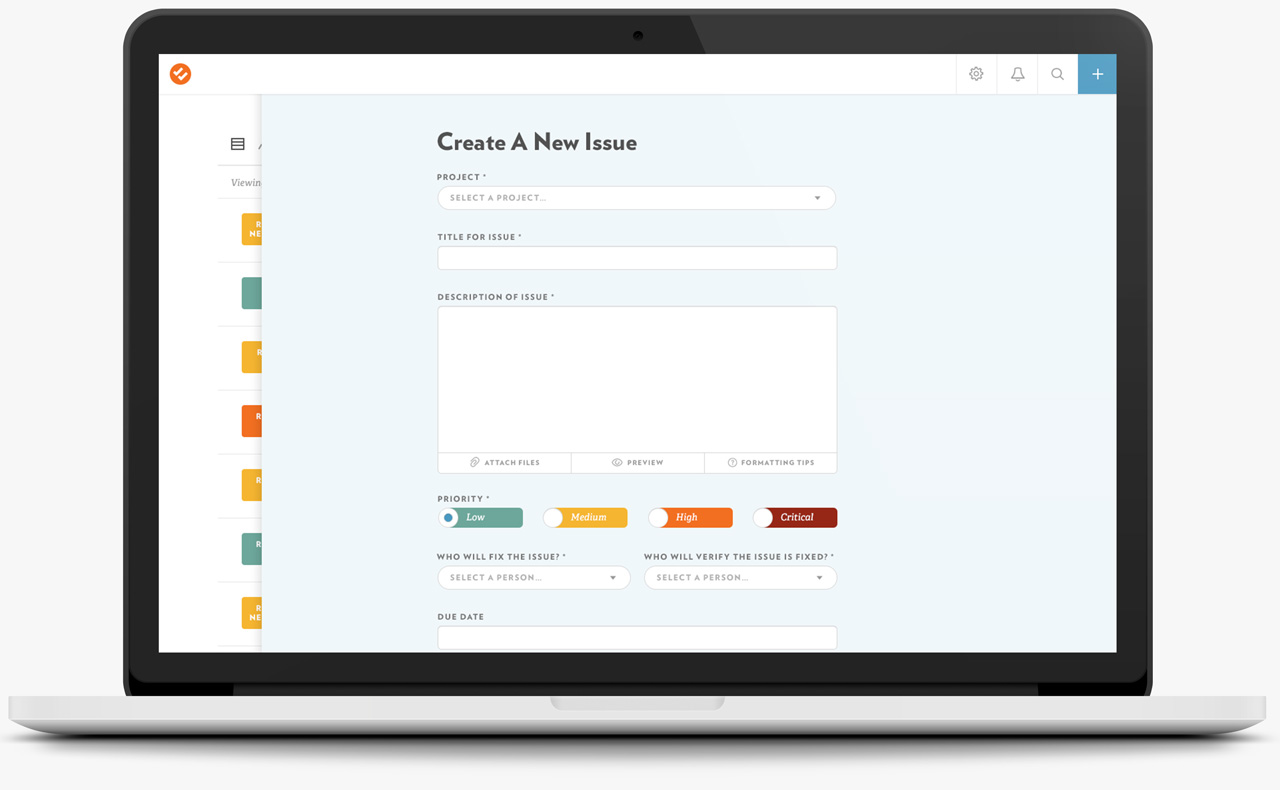 Create A New Issue
PROJECT *
SELECT A PROJECT...
TITLE FOR ISSUE *
DESCRIPTION OF ISSUE *
ATTACH FILES
PREVIEW
FORMATTING TIPS
PRIORITY *
Low
Medium
High
Critical
WHO WILL FIX THE ISSUE? *
WHO WILL VERIFY THE ISSUE IS FIXED? *
SELECT A PERSON...
SELECT A PERSON...
DUE DATE